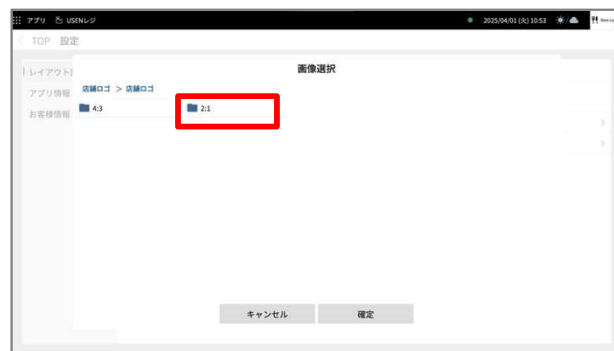 アプリ USENレジ 2025/04/01 (火) 10:53
< TOP 設定
画像選択
レイアウト
アプリ情報
お客様情報
店舗ロゴ > 店舗ロゴ
4:3 2:1
キャンセル 確定